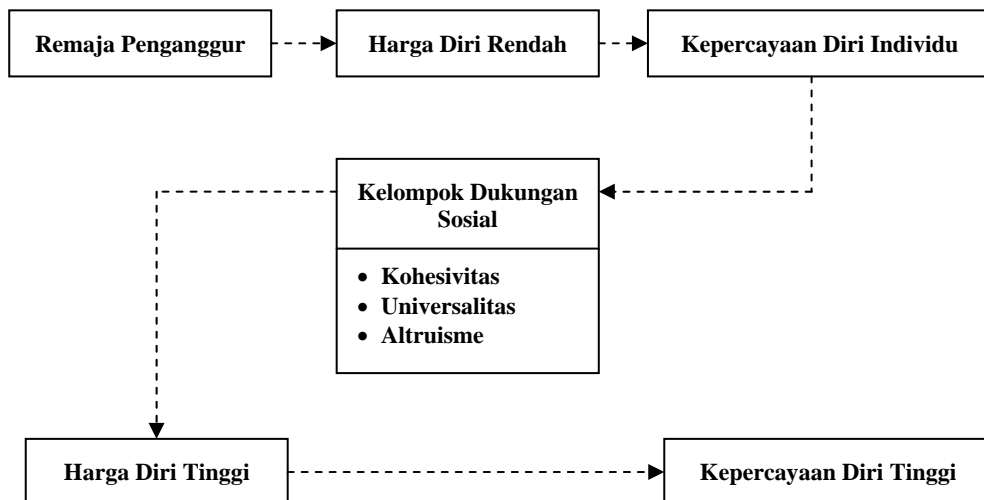 Remaja Penganggur
Harga Diri Rendah
Kepercayaan Diri Individu
Kelompok Dukungan
Sosial
• Kohesivitas
• Universalitas
• Altruisme
Harga Diri Tinggi
Kepercayaan Diri Tinggi